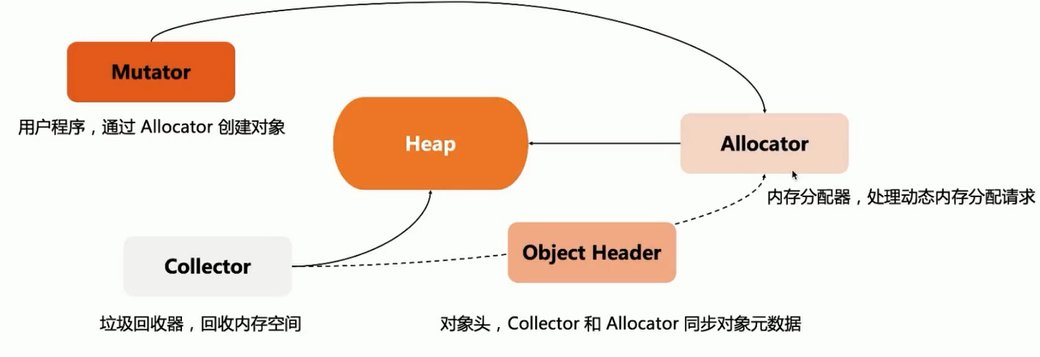 Mutator
用户程序，通过 Allocator 创建对象
Heap
Allocator
内存分配器，处理动态内存分配请求
Collector
垃圾回收器，回收内存空间
Object Header
对象头，Collector 和 Allocator 同步对象元数据